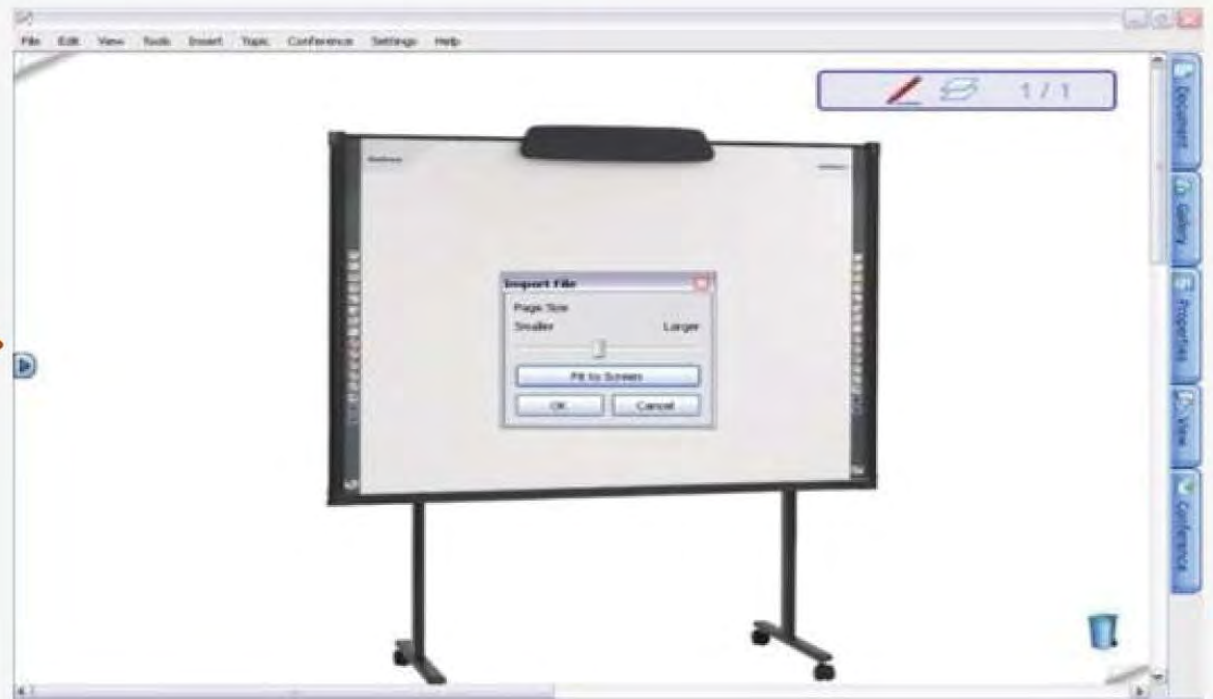 File Edit View Tools Insert Topic Conference Settings Help
1 / 1
Import File
Page Size
Smaller Larger
Fit to Screen
OK Cancel
Document
Gallery
Properties
View
Conference